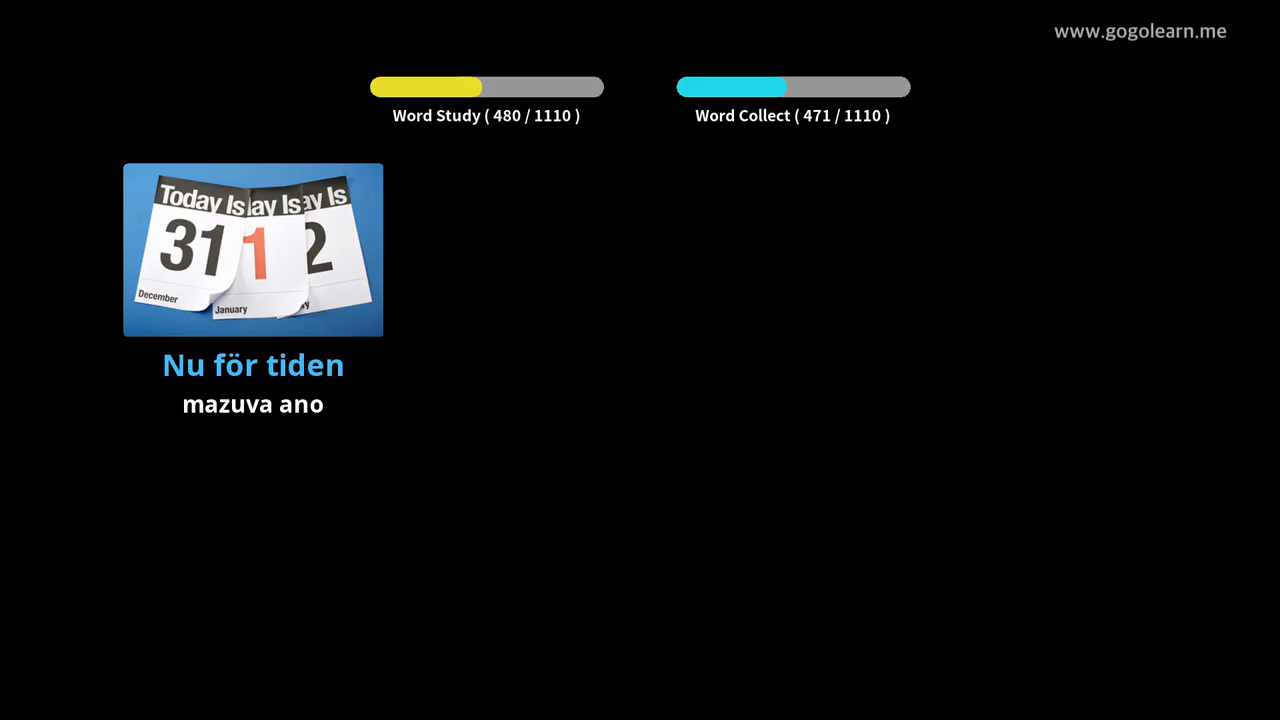 www.gogolearn.me
Word Study ( 480 / 1110 )
Word Collect ( 471 / 1110 )
Today Is
ay Is
ay Is
31
1
2
December
January
ry
Nu för tiden
mazuva ano